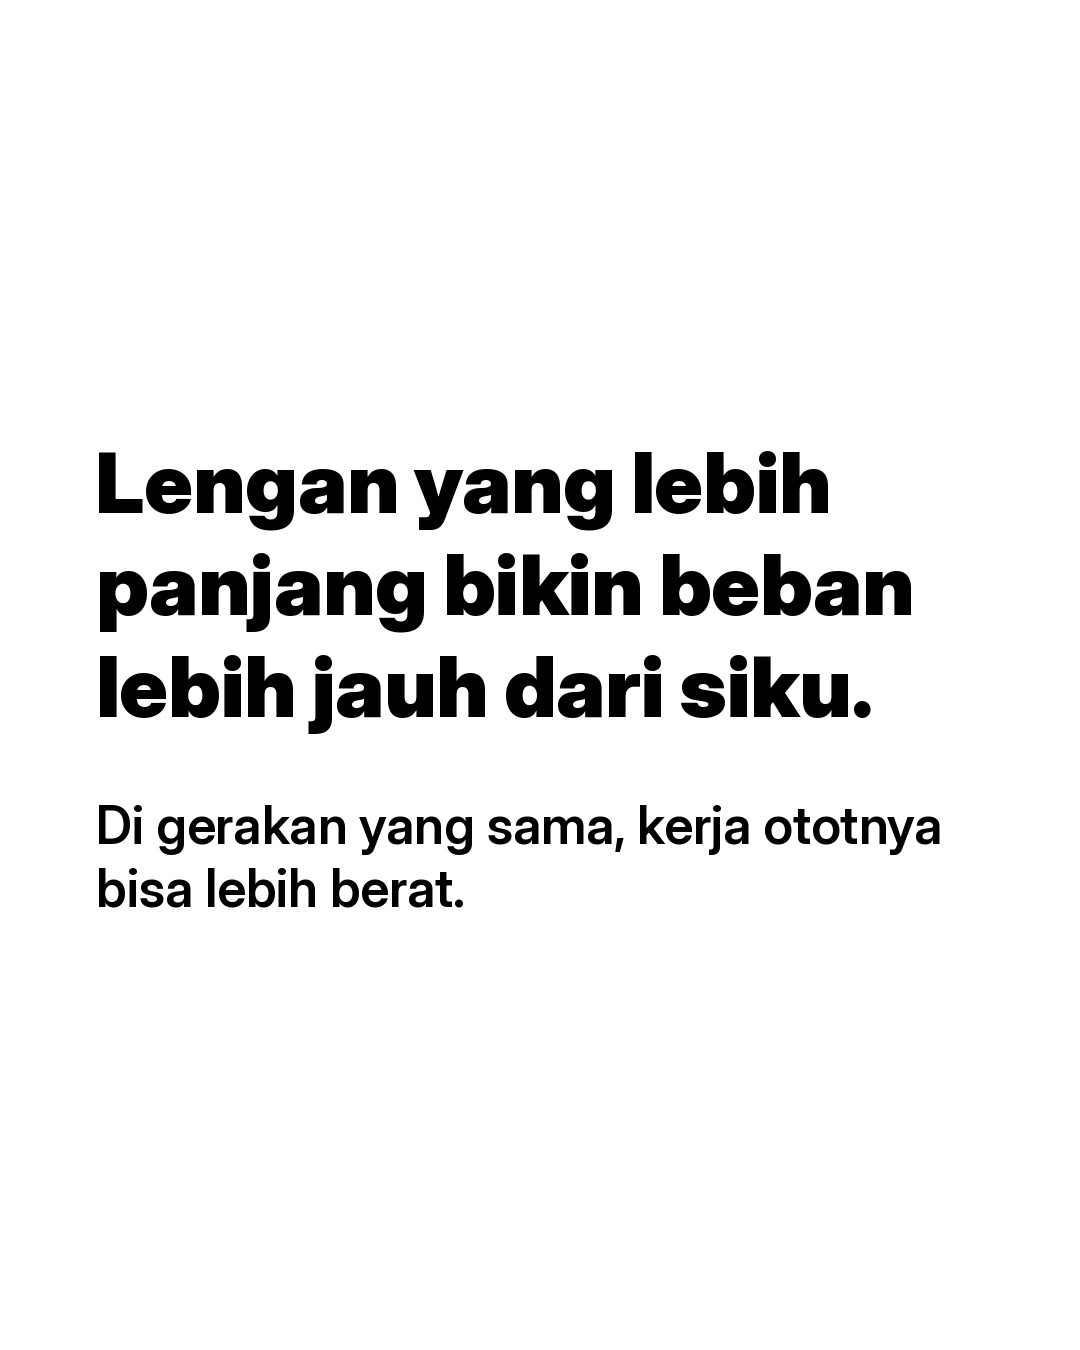 Lengan yang lebih
panjang bikin beban
lebih jauh dari siku.
Di gerakan yang sama, kerja ototnya
bisa lebih berat.